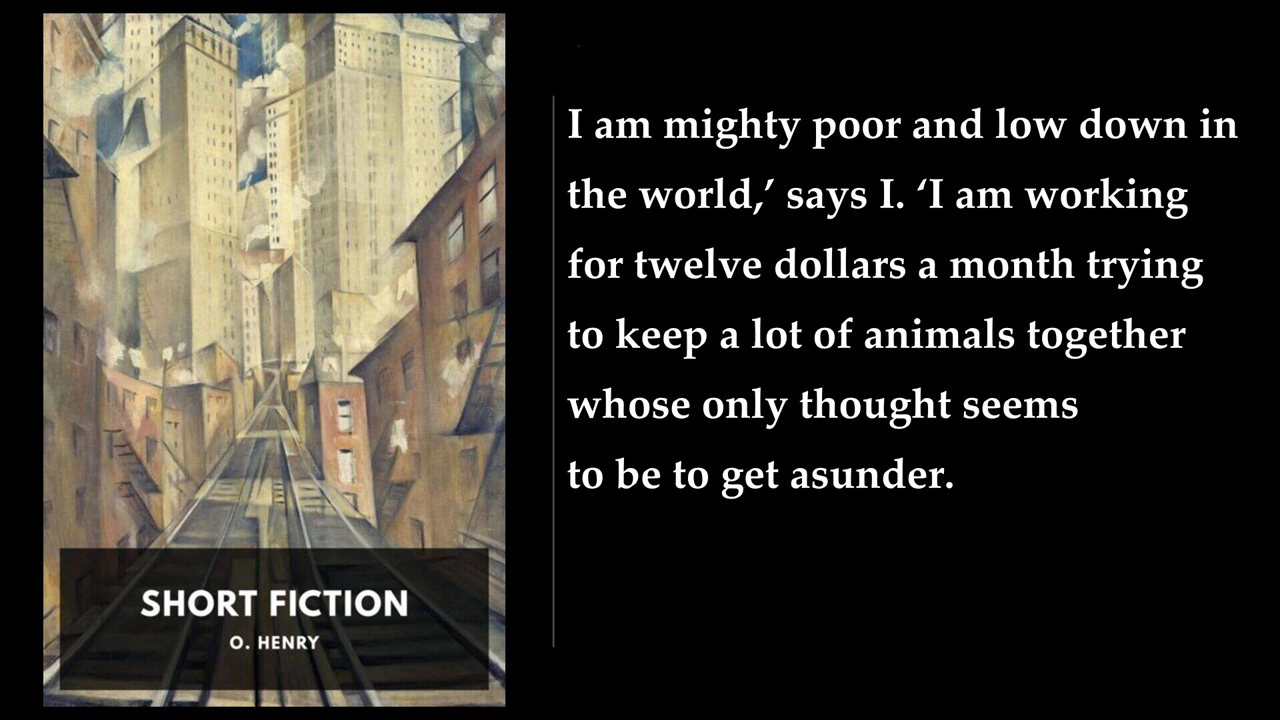 SHORT FICTION
O. HENRY
I am mighty poor and low down in
the world,’ says I. ‘I am working
for twelve dollars a month trying
to keep a lot of animals together
whose only thought seems
to be to get asunder.